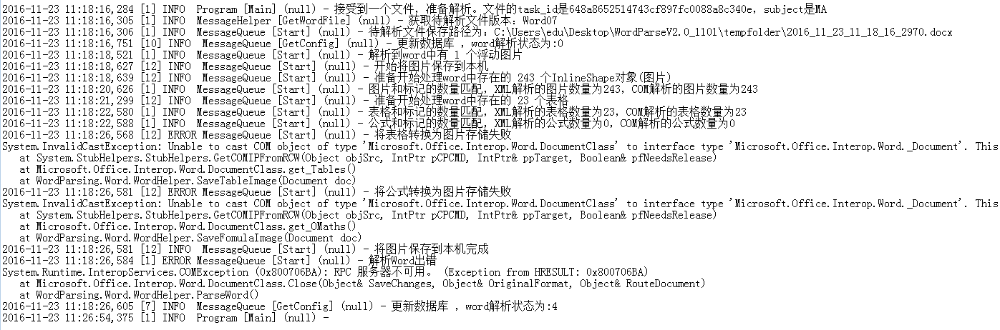 2016-11-23 11:18:16,284 [1] INFO  Program [Main] (null) - 接受到一个文件，准备解析。文件的task_id是648a8652514743cf897fc0088a8c340e，subject是MA
2016-11-23 11:18:16,305 [1] INFO  MessageHelper [GetWordFile] (null) - 获取待解析文件版本：Word07
2016-11-23 11:18:16,306 [1] INFO  MessageQueue [Start] (null) - 待解析文件保存路径为：C:\Users\edu\Desktop\WordParseV2.0_1101\tempfolder\2016_11_23_11_18_16_2970.docx
2016-11-23 11:18:16,751 [10] INFO  MessageQueue [GetConfig] (null) - 更新数据库 ，word解析状态为:0
2016-11-23 11:18:18,521 [1] INFO  MessageQueue [Start] (null) - 解析到word中有 1 个浮动图片
2016-11-23 11:18:18,627 [12] INFO  MessageQueue [Start] (null) - 开始将图片保存到本机
2016-11-23 11:18:18,639 [12] INFO  MessageQueue [Start] (null) - 准备开始处理word中存在的 243 个InlineShape对象(图片)
2016-11-23 11:18:20,626 [1] INFO  MessageQueue [Start] (null) - 图片和标记的数量匹配，XML解析的图片数量为243，COM解析的图片数量为243
2016-11-23 11:18:21,299 [12] INFO  MessageQueue [Start] (null) - 准备开始处理word中存在的 23 个表格
2016-11-23 11:18:22,580 [1] INFO  MessageQueue [Start] (null) - 表格和标记的数量匹配，XML解析的表格数量为23，COM解析的表格数量为23
2016-11-23 11:18:22,588 [1] INFO  MessageQueue [Start] (null) - 公式和标记的数量匹配，XML解析的公式数量为0，COM解析的公式数量为0
2016-11-23 11:18:26,568 [12] ERROR MessageQueue [Start] (null) - 将表格转换为图片存储失败
System.InvalidCastException: Unable to cast COM object of type 'Microsoft.Office.Interop.Word.DocumentClass' to interface type 'Microsoft.Office.Interop.Word._Document'. This
   at System.StubHelpers.StubHelpers.GetCOMIPFromRCW(Object objSrc, IntPtr pCPCMD, IntPtr& ppTarget, Boolean& pfNeedsRelease)
   at Microsoft.Office.Interop.Word.DocumentClass.get_Tables()
   at WordParsing.Word.WordHelper.SaveTableImage(Document doc)
2016-11-23 11:18:26,581 [12] ERROR MessageQueue [Start] (null) - 将公式转换为图片存储失败
System.InvalidCastException: Unable to cast COM object of type 'Microsoft.Office.Interop.Word.DocumentClass' to interface type 'Microsoft.Office.Interop.Word._Document'. This
   at System.StubHelpers.StubHelpers.GetCOMIPFromRCW(Object objSrc, IntPtr pCPCMD, IntPtr& ppTarget, Boolean& pfNeedsRelease)
   at Microsoft.Office.Interop.Word.DocumentClass.get_OMaths()
   at WordParsing.Word.WordHelper.SaveFomulaImage(Document doc)
2016-11-23 11:18:26,581 [12] INFO  MessageQueue [Start] (null) - 将图片保存到本机完成
2016-11-23 11:18:26,584 [1] ERROR MessageQueue [Start] (null) - 解析Word出错
System.Runtime.InteropServices.COMException (0x800706BA): RPC 服务器不可用。 (Exception from HRESULT: 0x800706BA)
   at Microsoft.Office.Interop.Word.DocumentClass.Close(Object& SaveChanges, Object& OriginalFormat, Object& RouteDocument)
   at WordParsing.Word.WordHelper.ParseWord()
2016-11-23 11:18:26,605 [7] INFO  MessageQueue [GetConfig] (null) - 更新数据库 ，word解析状态为:4
2016-11-23 11:26:54,375 [1] INFO  Program [Main] (null) -